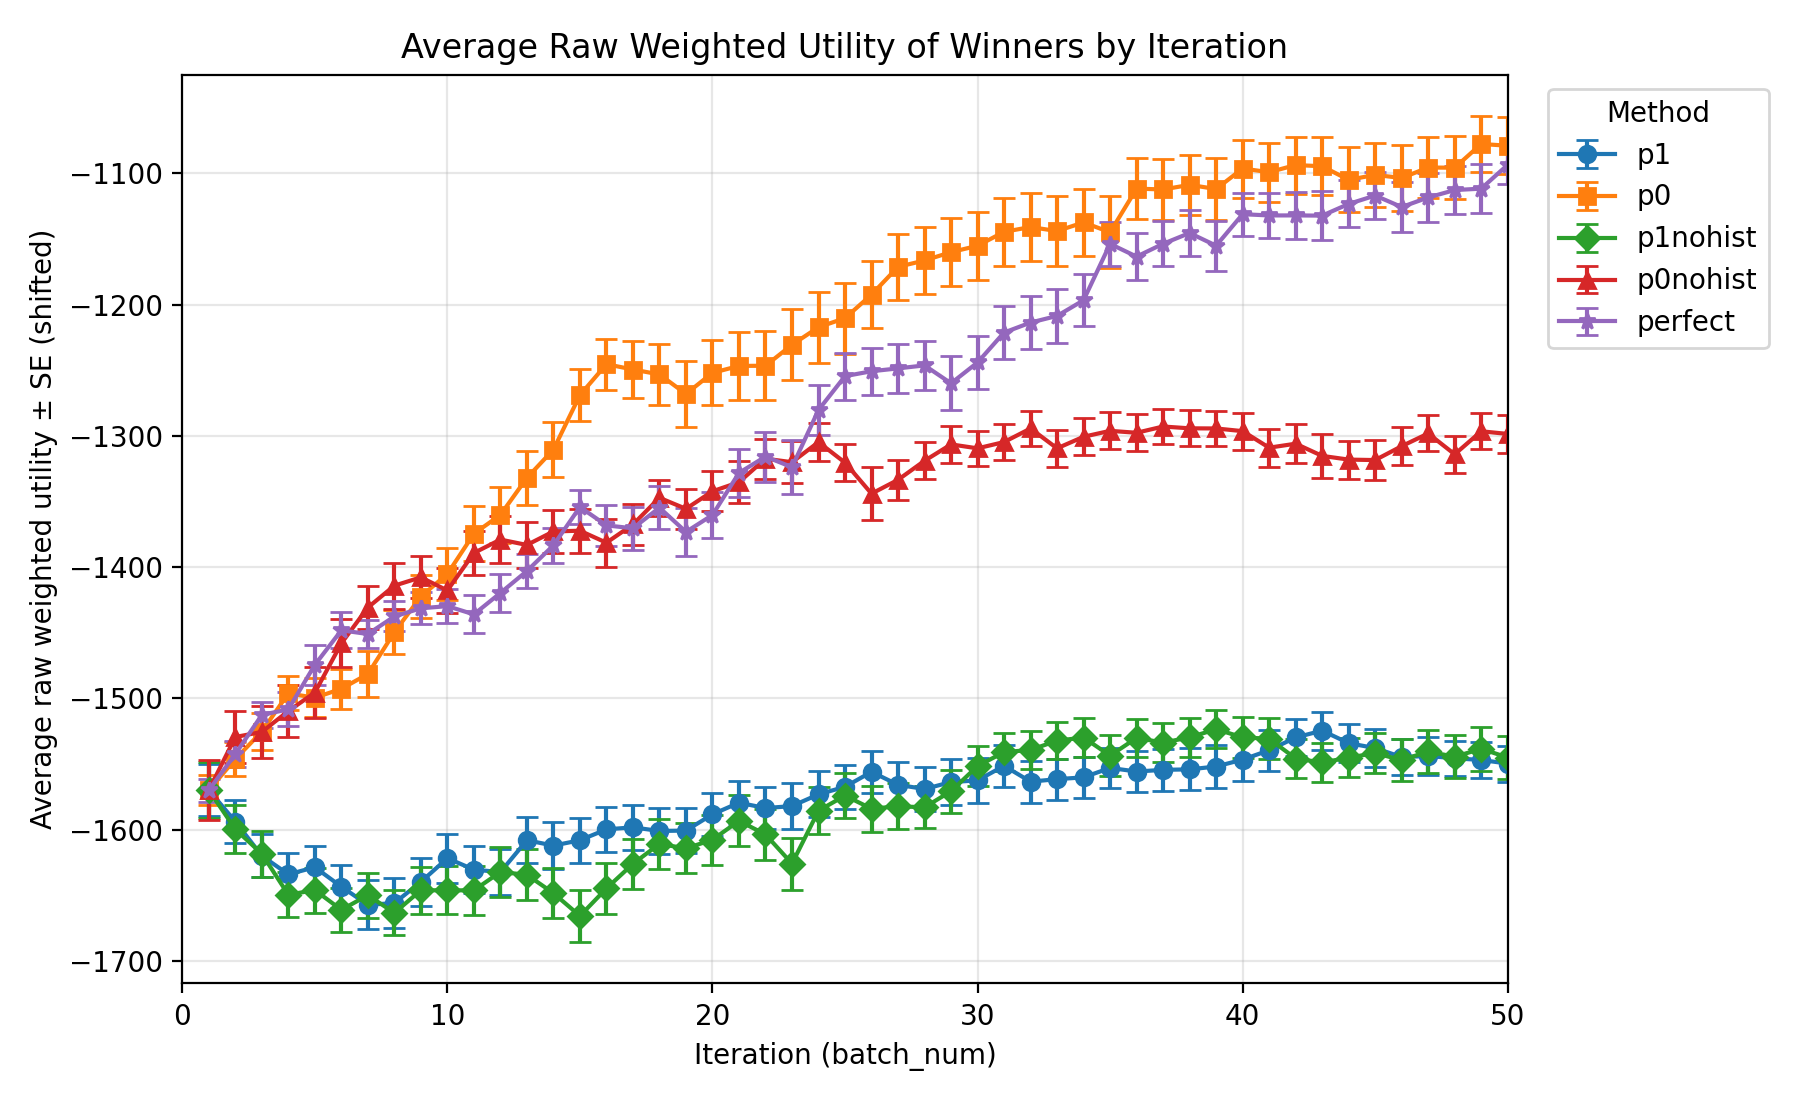 Average Raw Weighted Utility of Winners by Iteration
Average raw weighted utility ± SE (shifted)
−1100
−1200
−1300
−1400
−1500
−1600
−1700
0 10 20 30 40 50
Iteration (batch_num)
Method
p1
p0
p1nohist
p0nohist
perfect